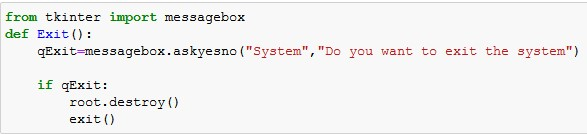 from tkinter import messagebox
def Exit():
    qExit=messagebox.askyesno("System","Do you want to exit the system")

    if qExit:
        root.destroy()
        exit()